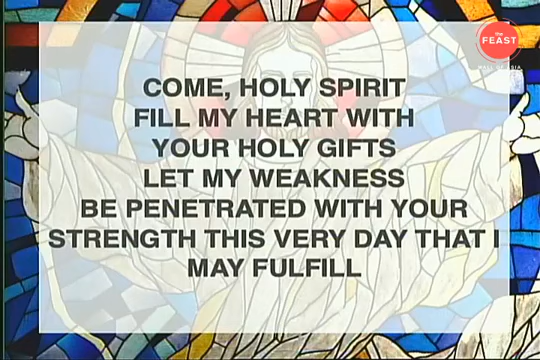 the
FEAST
COME, HOLY SPIRIT
FILL MY HEART WITH
YOUR HOLY GIFTS
LET MY WEAKNESS
BE PENETRATED WITH YOUR
STRENGTH THIS VERY DAY THAT I
MAY FULFILL